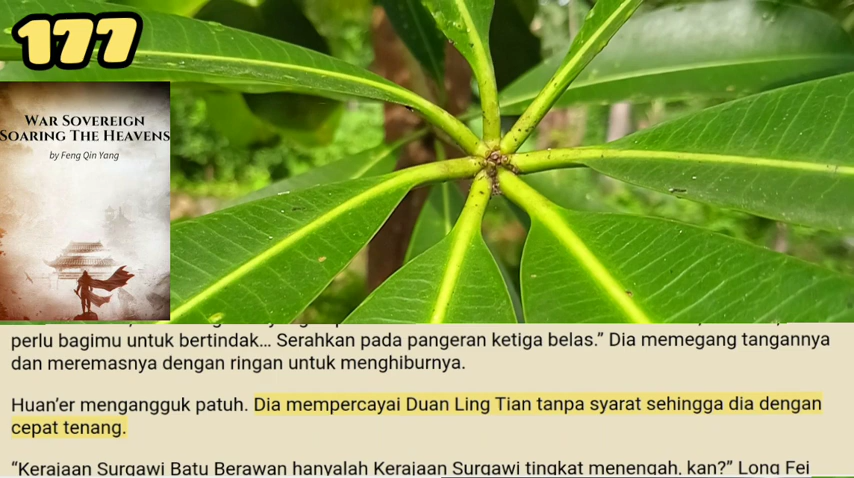 177
WAR SOVEREIGN
SOARING THE HEAVENS
by Feng Qin Yang
perlu bagimu untuk bertindak... Serahkan pada pangeran ketiga belas.” Dia memegang tangannya
dan meremasnya dengan ringan untuk menghiburnya.
Huan’er mengangguk patuh. Dia mempercayai Duan Ling Tian tanpa syarat sehingga dia dengan
cepat tenang.
“Kerajaan Surgawi Batu Berawan hanyalah Kerajaan Surgawi tingkat menengah, kan?” Long Fei